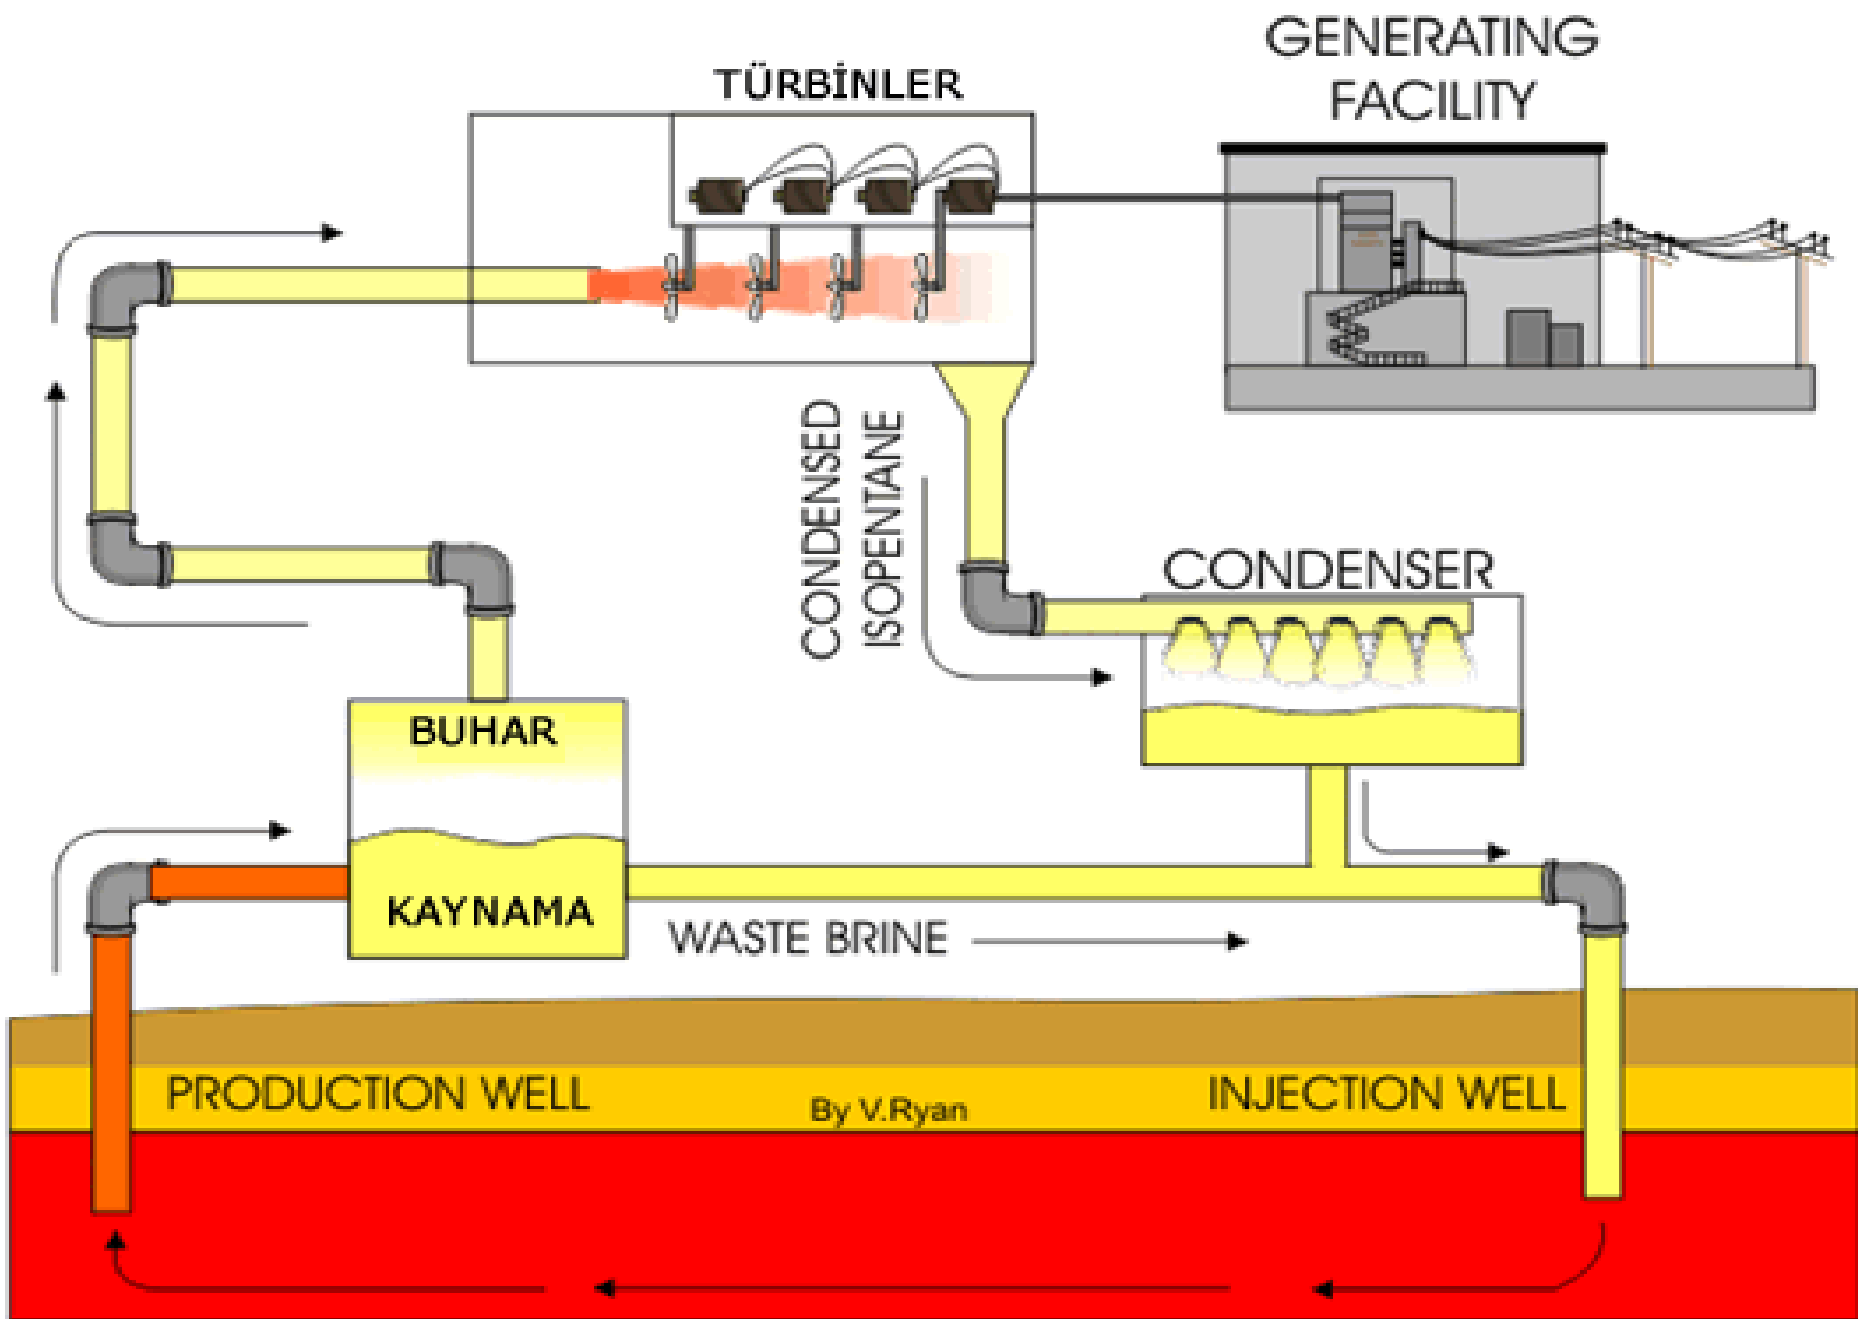 GENERATING
FACILITY
TÜRBİNLER
CONDENSED
ISOPENTANE
CONDENSER
BUHAR
KAYNAMA
WASTE BRINE
PRODUCTION WELL
By V.Ryan
INJECTION WELL